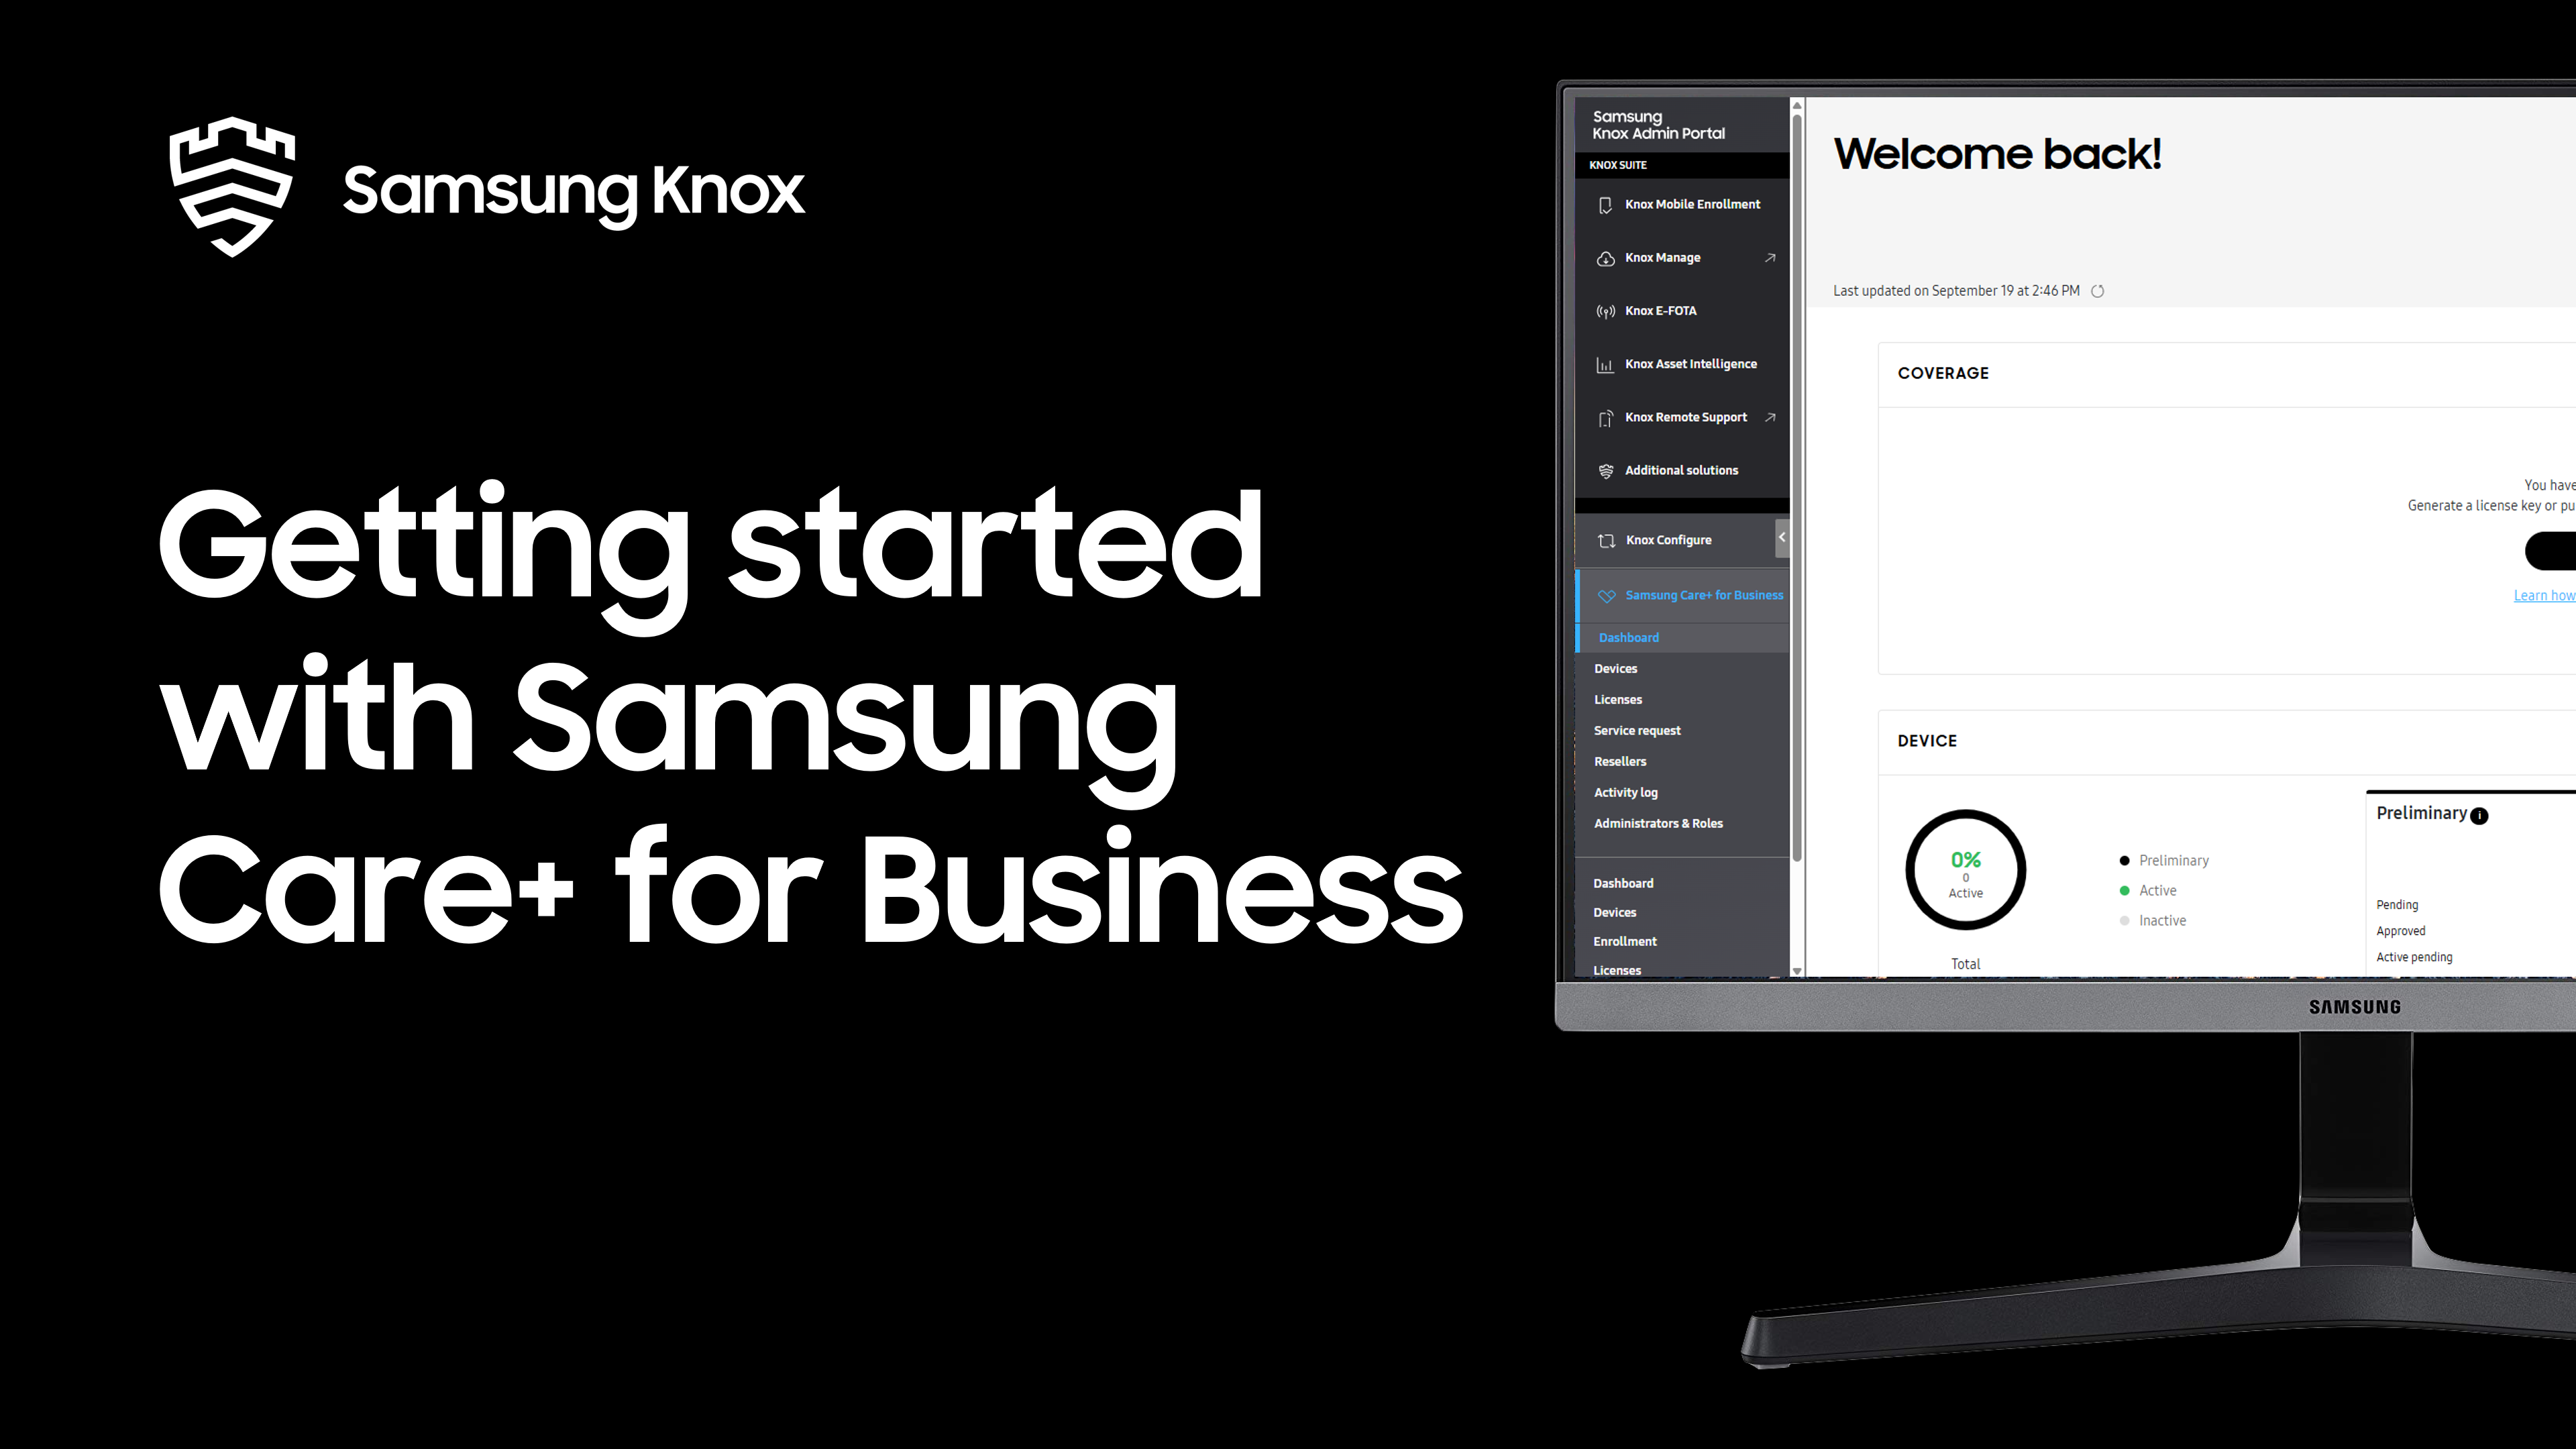 Samsung Knox
Getting started
with Samsung
Care+ for Business
Samsung
Knox Admin Portal
KNOX SUITE
Knox Mobile Enrollment
Knox Manage
Knox E-FOTA
Knox Asset Intelligence
Knox Remote Support
Additional solutions
Knox Configure
Samsung Care+ for Business
Dashboard
Devices
Licenses
Service request
Resellers
Activity log
Administrators & Roles
Dashboard
Devices
Enrollment
Licenses
Welcome back!
Last updated on September 19 at 2:46 PM
COVERAGE
You have
Generate a license key or pu
Learn how
DEVICE
0%
0
Active
Total
Preliminary
Active
Inactive
Preliminary
Pending
Approved
Active pending
SAMSUNG